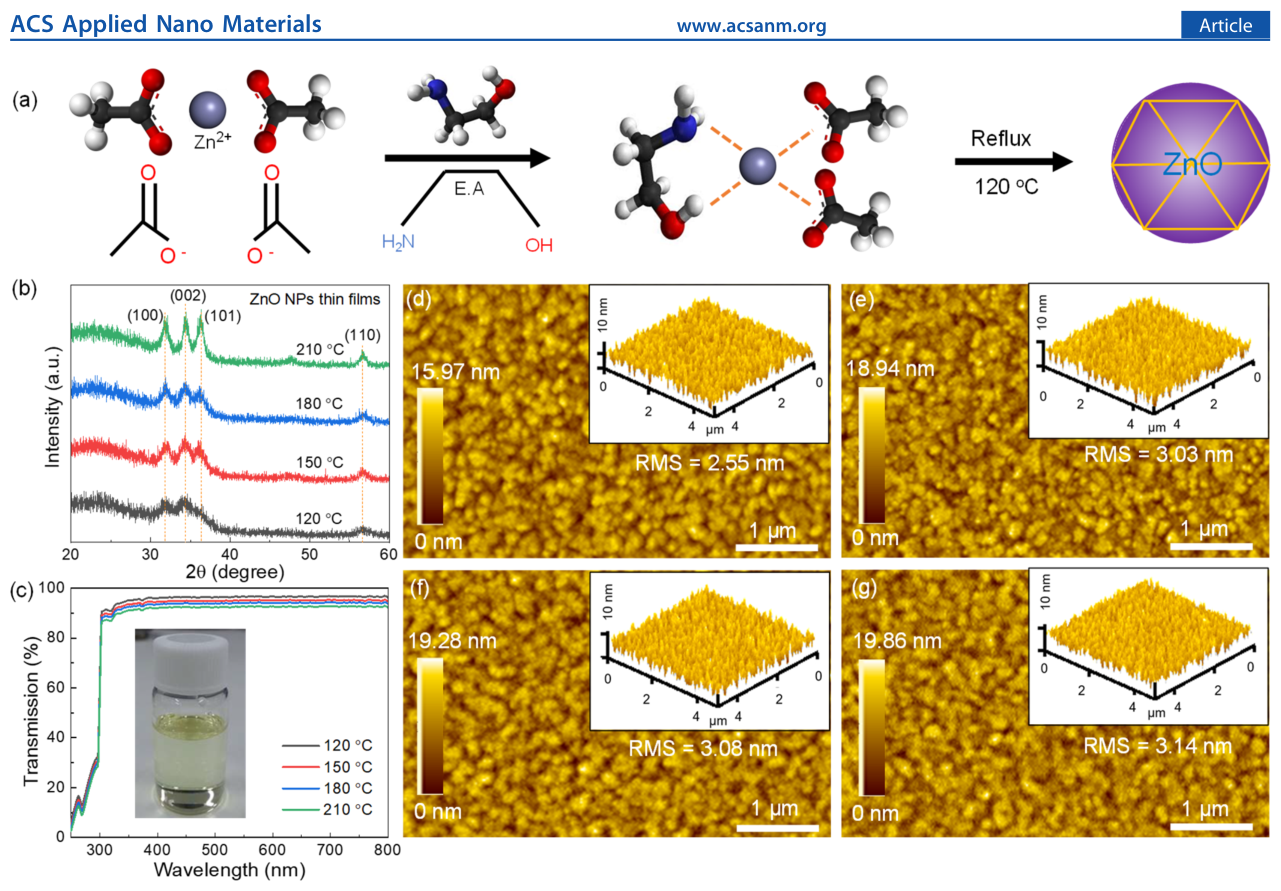 ACS Applied Nano Materials www.acsanm.org Article
(a)
Zn2+
O O
O - O -
E.A
H2N OH
Reflux
120 °C
ZnO
(b)
ZnO NPs thin films
(100) (002) (101) (110)
210 °C
180 °C
150 °C
120 °C
Intensity (a.u.)
20 30 40 50 60
2θ (degree)
(c)
100
80
60
40
20
0
Transmission (%)
120 °C
150 °C
180 °C
210 °C
300 400 500 600 700 800
Wavelength (nm)
(d)
15.97 nm
0 nm
10 nm
0 2 4 µm 4 2 0
RMS = 2.55 nm
1 µm
(e)
18.94 nm
0 nm
10 nm
0 2 4 µm 4 2 0
RMS = 3.03 nm
1 µm
(f)
19.28 nm
0 nm
10 nm
0 2 4 µm 4 2 0
RMS = 3.08 nm
1 µm
(g)
19.86 nm
0 nm
10 nm
0 2 4 µm 4 2 0
RMS = 3.14 nm
1 µm